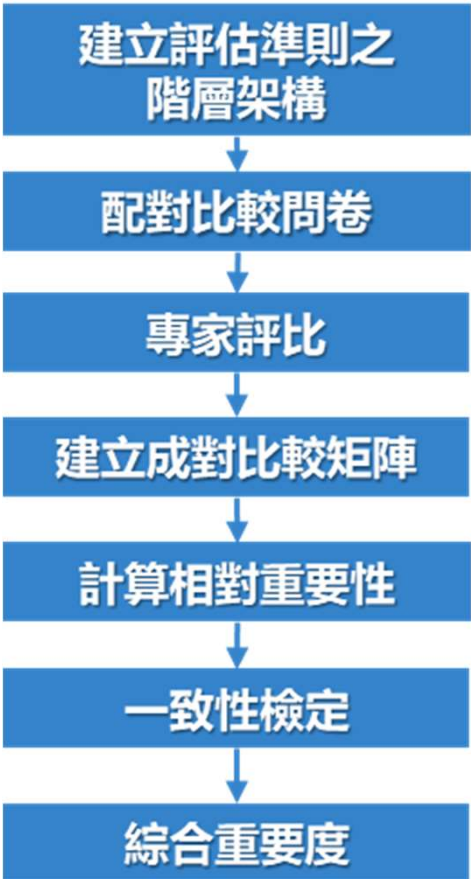 建立評估準則之
階層架構
配對比較問卷
專家評比
建立成對比較矩陣
計算相對重要性
一致性檢定
綜合重要度